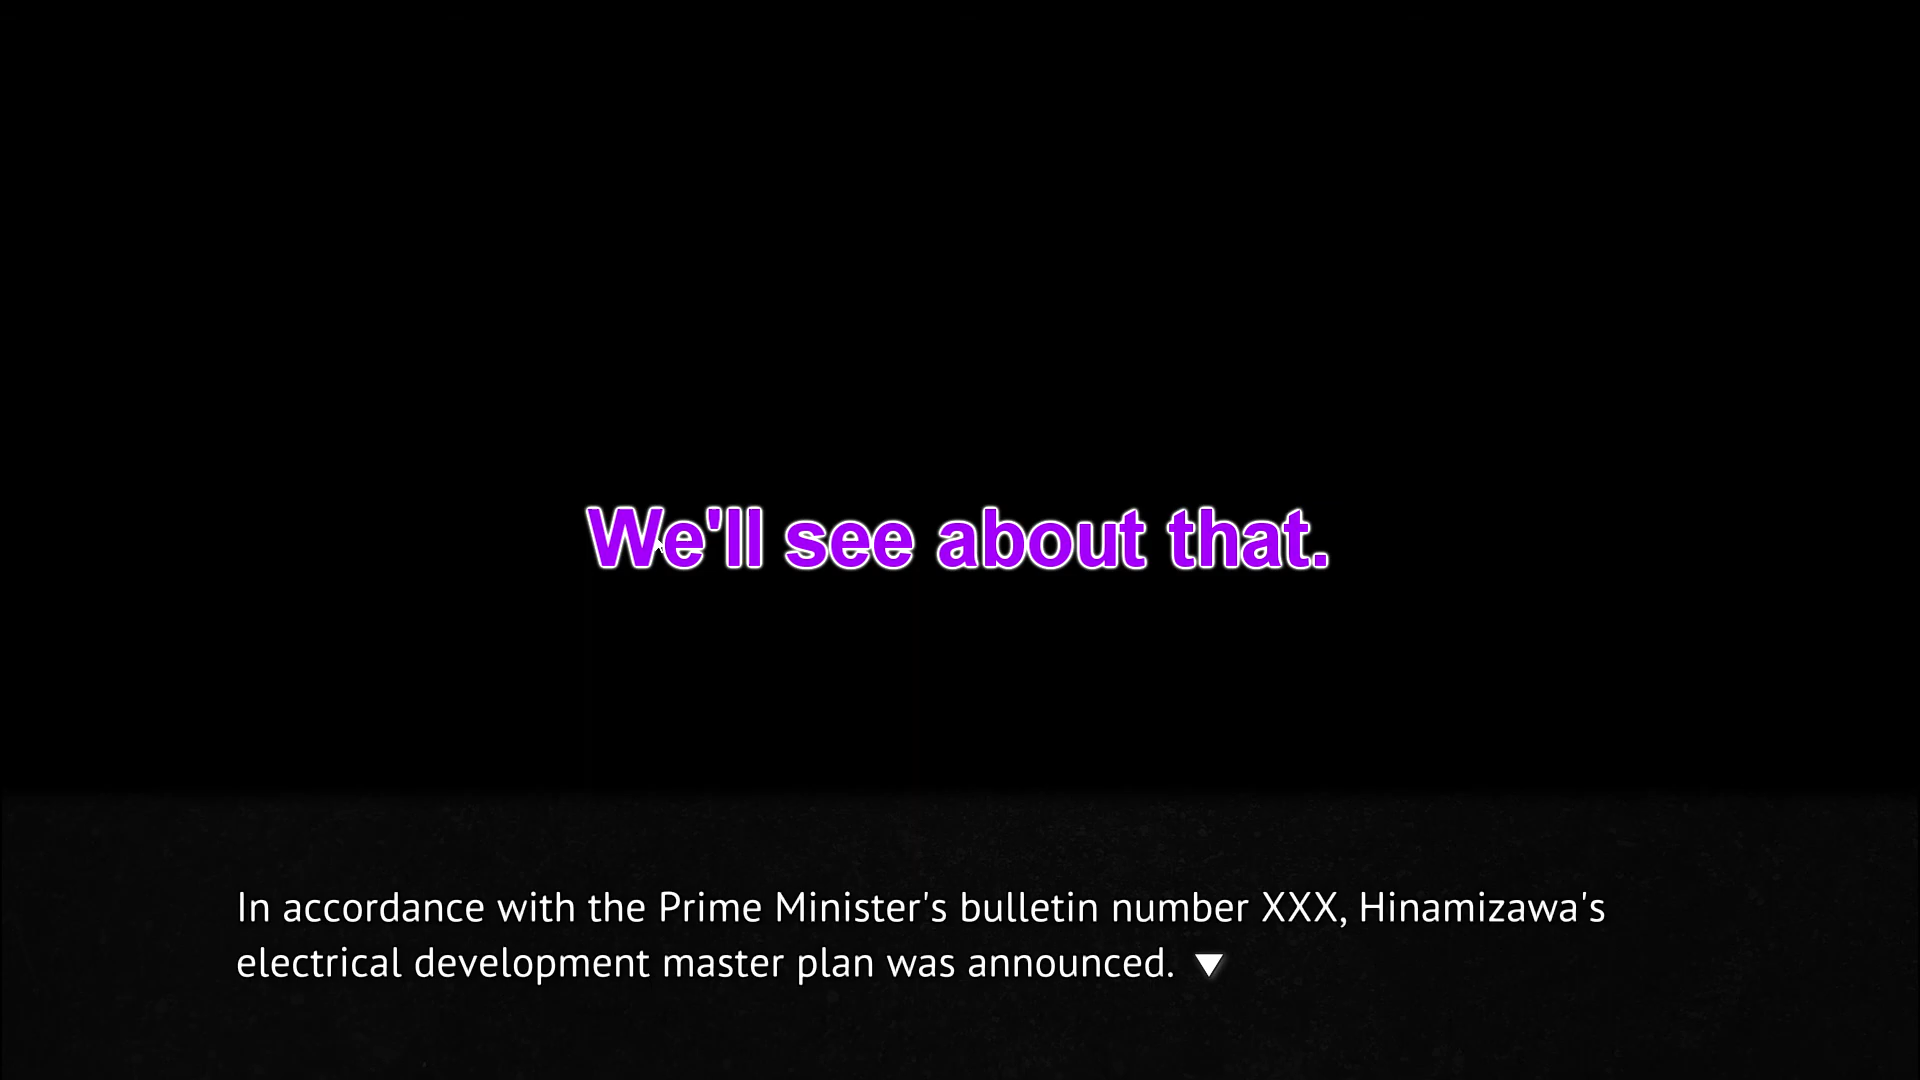 We'll see about that.
In accordance with the Prime Minister's bulletin number XXX, Hinamizawa's
electrical development master plan was announced.